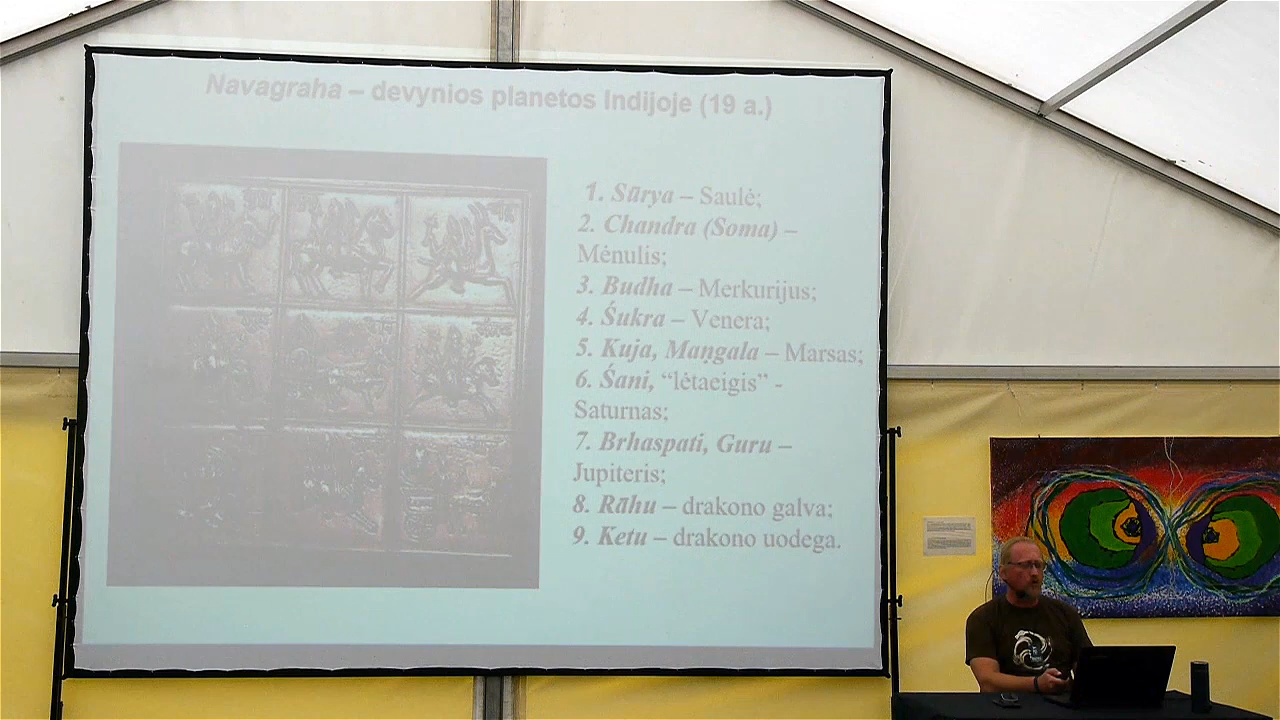 Navagraha – devynios planetos Indijoje (19 a.)
1. Sūrya – Saulė;
2. Chandra (Soma) –
Mėnulis;
3. Budha – Merkurijus;
4. Śukra – Venera;
5. Kuja, Maṇgala – Marsas;
6. Śani, “lėtaeigis” -
Saturnas;
7. Brhaspati, Guru –
Jupiteris;
8. Rāhu – drakono galva;
9. Ketu – drakono uodega.